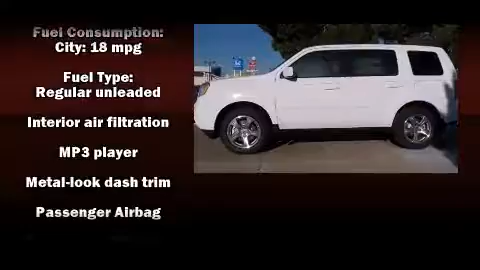 Fuel Consumption:
City: 18 mpg
Fuel Type:
Regular unleaded
Interior air filtration
MP3 player
Metal-look dash trim
Passenger Airbag